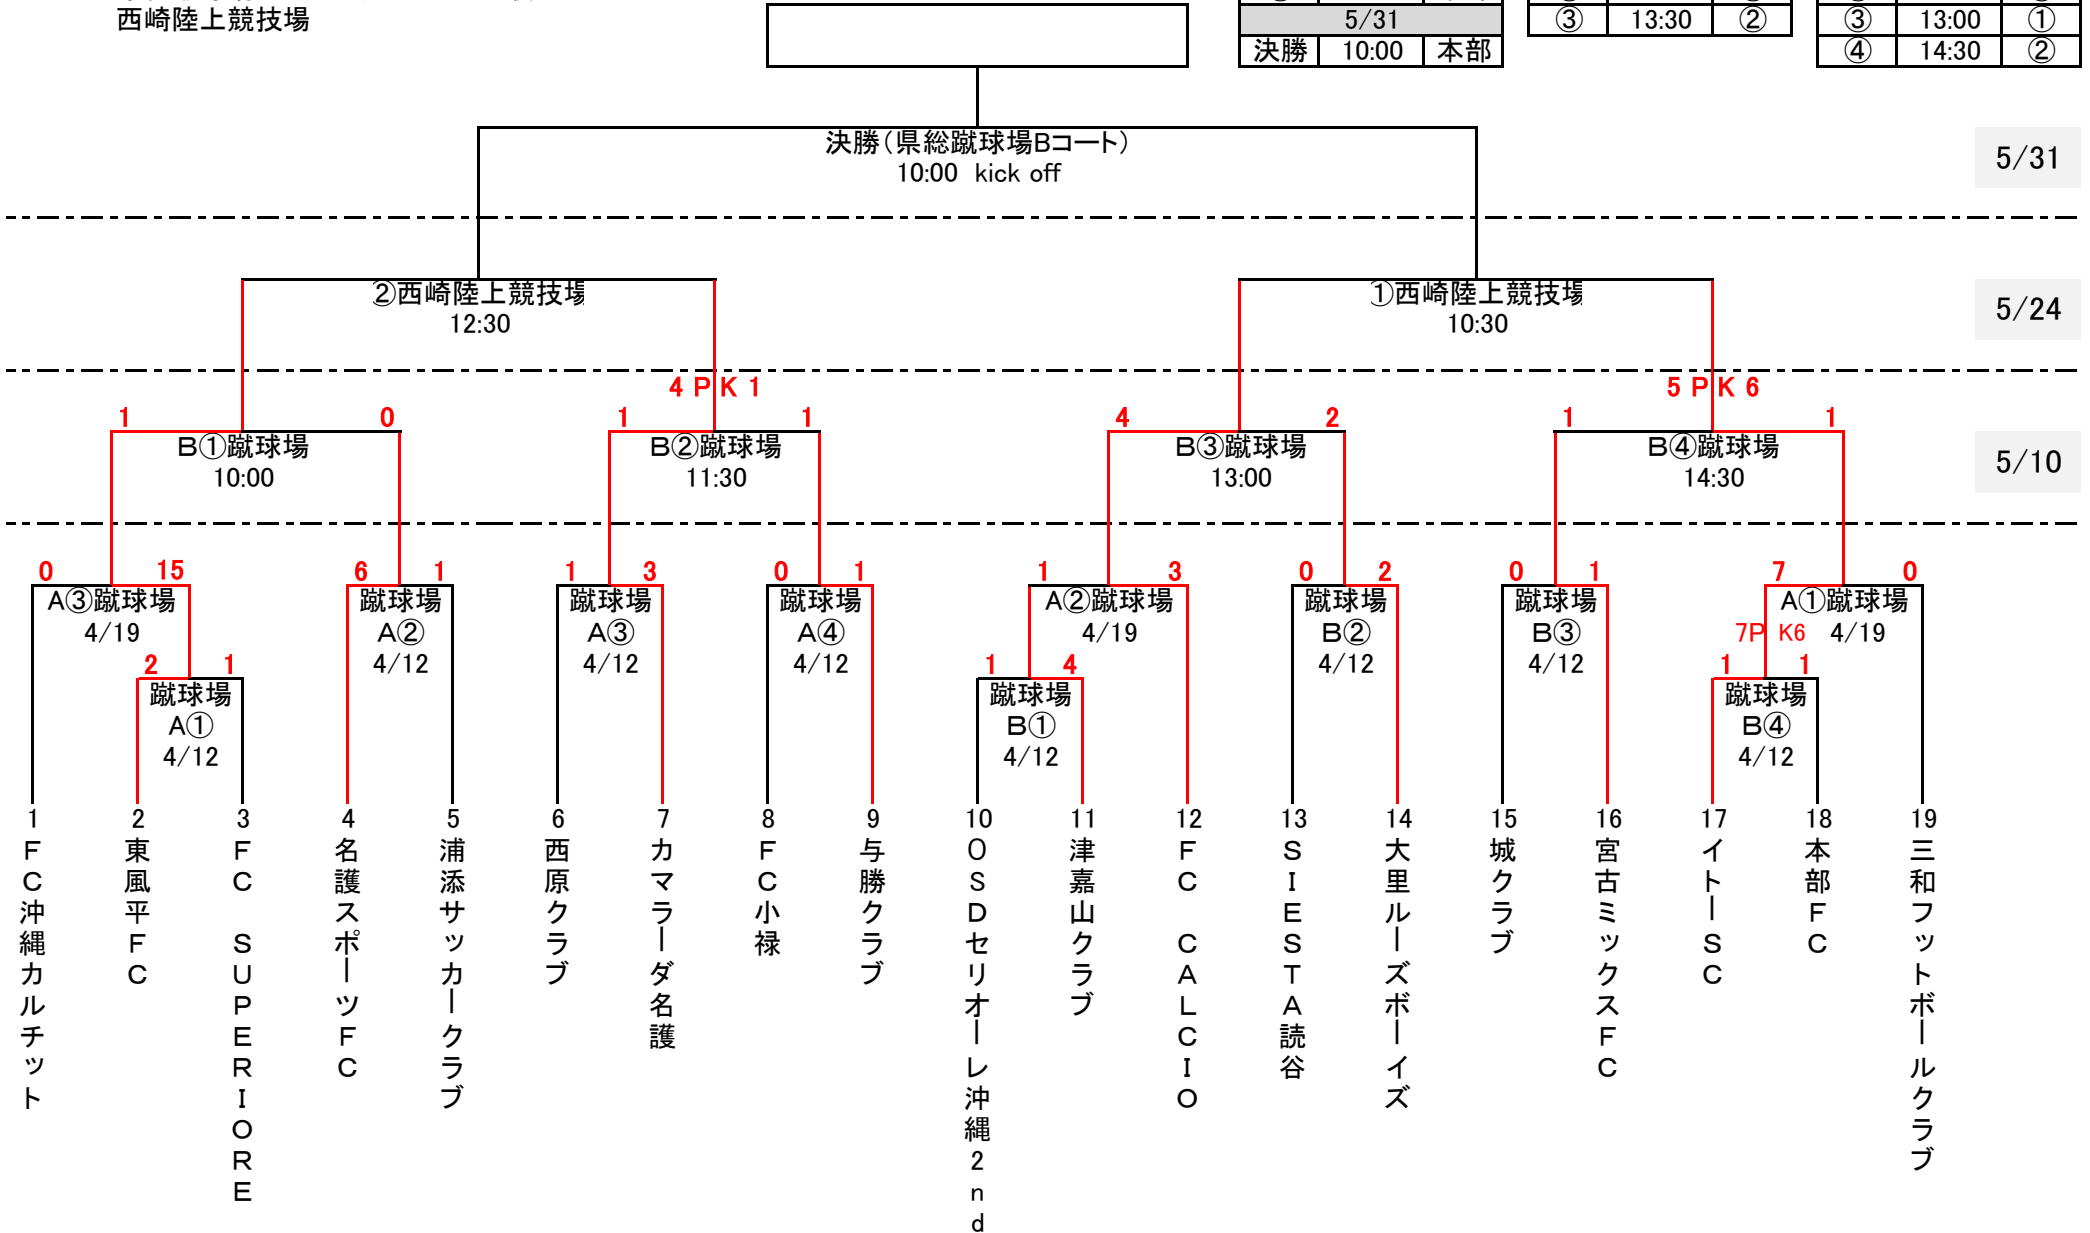 西崎陸上競技場
5/31
決勝 10:00 本部
③ 13:30 ②
③ 13:00 ①
④ 14:30 ②
決勝（県総蹴球場Bコート）
10:00 kick off
5/31
②西崎陸上競技場
12:30
①西崎陸上競技場
10:30
5/24
4 P K 1
5 P K 6
1 0 1 1 4 2 1 1
B①蹴球場
10:00
B②蹴球場
11:30
B③蹴球場
13:00
B④蹴球場
14:30
5/10
0 15 6 1 1 3 0 1 1 3 0 2 0 1 7 0
A③蹴球場
4/19
蹴球場
A②
4/12
蹴球場
A③
4/12
蹴球場
A④
4/12
A②蹴球場
4/19
蹴球場
B②
4/12
蹴球場
B③
4/12
A①蹴球場
4/19
7P K6
2 1
蹴球場
A①
4/12
1 4
蹴球場
B①
4/12
1 1
蹴球場
B④
4/12
1
FC沖縄カルチット
2
東風平FC
3
FC SUPERIORE
4
名護スポーツFC
5
浦添サッカークラブ
6
西原クラブ
7
カマラーダ名護
8
FC小禄
9
与勝クラブ
10
OSDセリオーレ沖縄2nd
11
津嘉山クラブ
12
FC CALCIO
13
SIESTA読谷
14
大里ルーズボーイズ
15
城クラブ
16
宮古ミックスFC
17
イトーSC
18
本部FC
19
三和フットボールクラブ